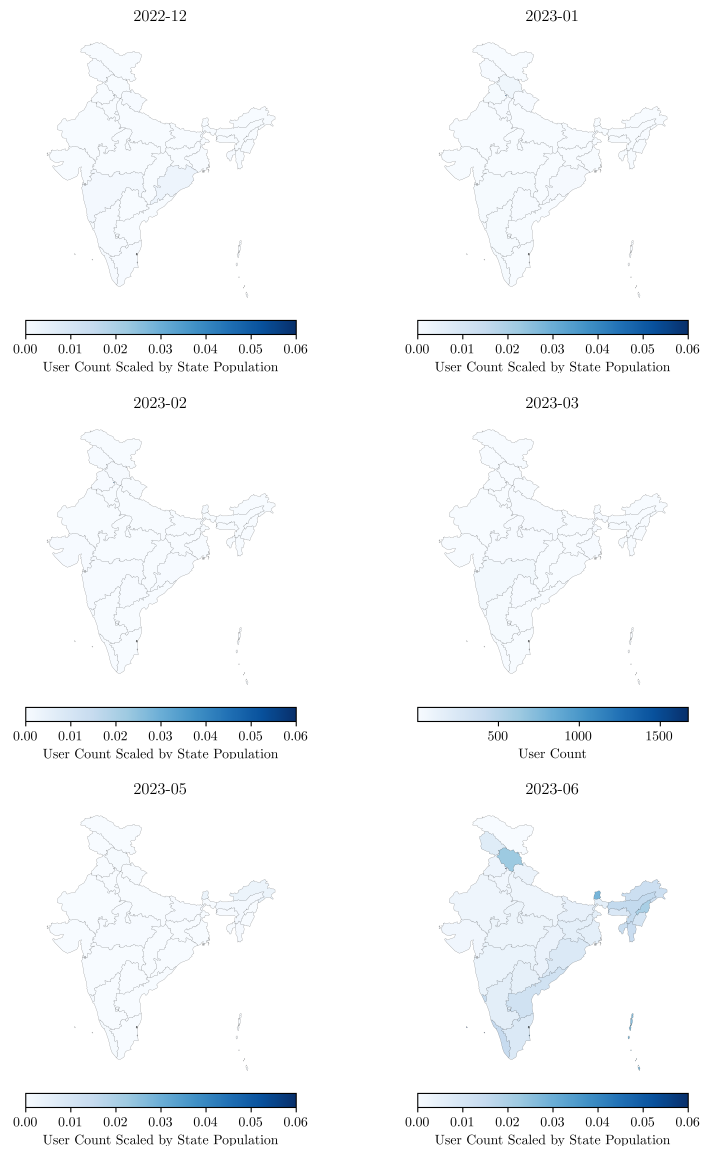 2022-12
2023-01
0.00 0.01 0.02 0.03 0.04 0.05 0.06
User Count Scaled by State Population
0.00 0.01 0.02 0.03 0.04 0.05 0.06
User Count Scaled by State Population
2023-02
2023-03
0.00 0.01 0.02 0.03 0.04 0.05 0.06
User Count Scaled by State Population
500 1000 1500
User Count
2023-05
2023-06
0.00 0.01 0.02 0.03 0.04 0.05 0.06
User Count Scaled by State Population
0.00 0.01 0.02 0.03 0.04 0.05 0.06
User Count Scaled by State Population